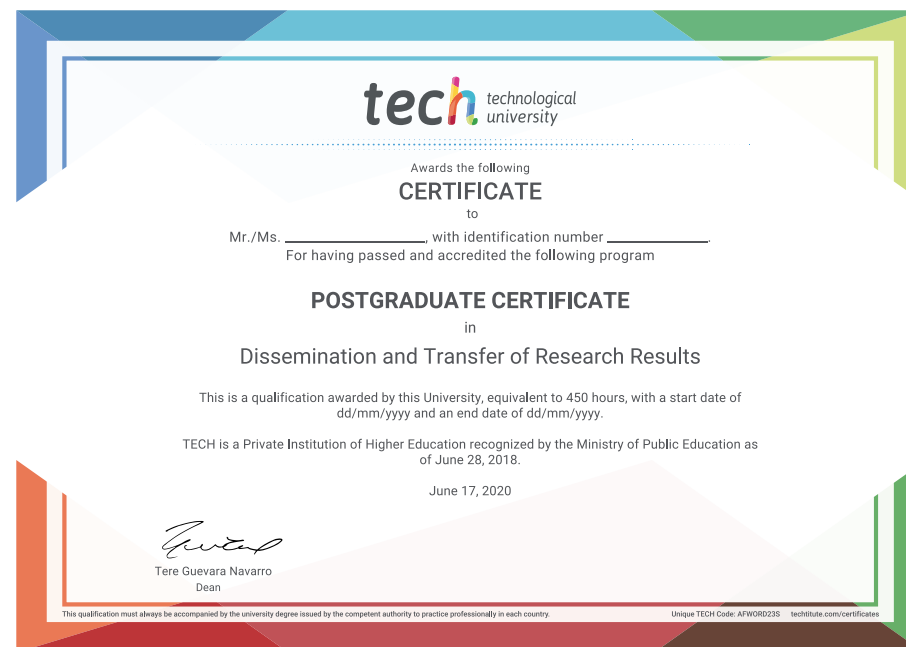 tech technological
university
Awards the following
CERTIFICATE
to
Mr./Ms. ________________, with identification number ____________.
For having passed and accredited the following program
POSTGRADUATE CERTIFICATE
in
Dissemination and Transfer of Research Results
This is a qualification awarded by this University, equivalent to 450 hours, with a start date of
dd/mm/yyyy and an end date of dd/mm/yyyy.
TECH is a Private Institution of Higher Education recognized by the Ministry of Public Education as
of June 28, 2018.
June 17, 2020
Tere Guevara Navarro
Dean
This qualification must always be accompanied by the university degree issued by the competent authority to practice professionally in each country. Unique TECH Code: AFWORD23S techtitute.com/certificates